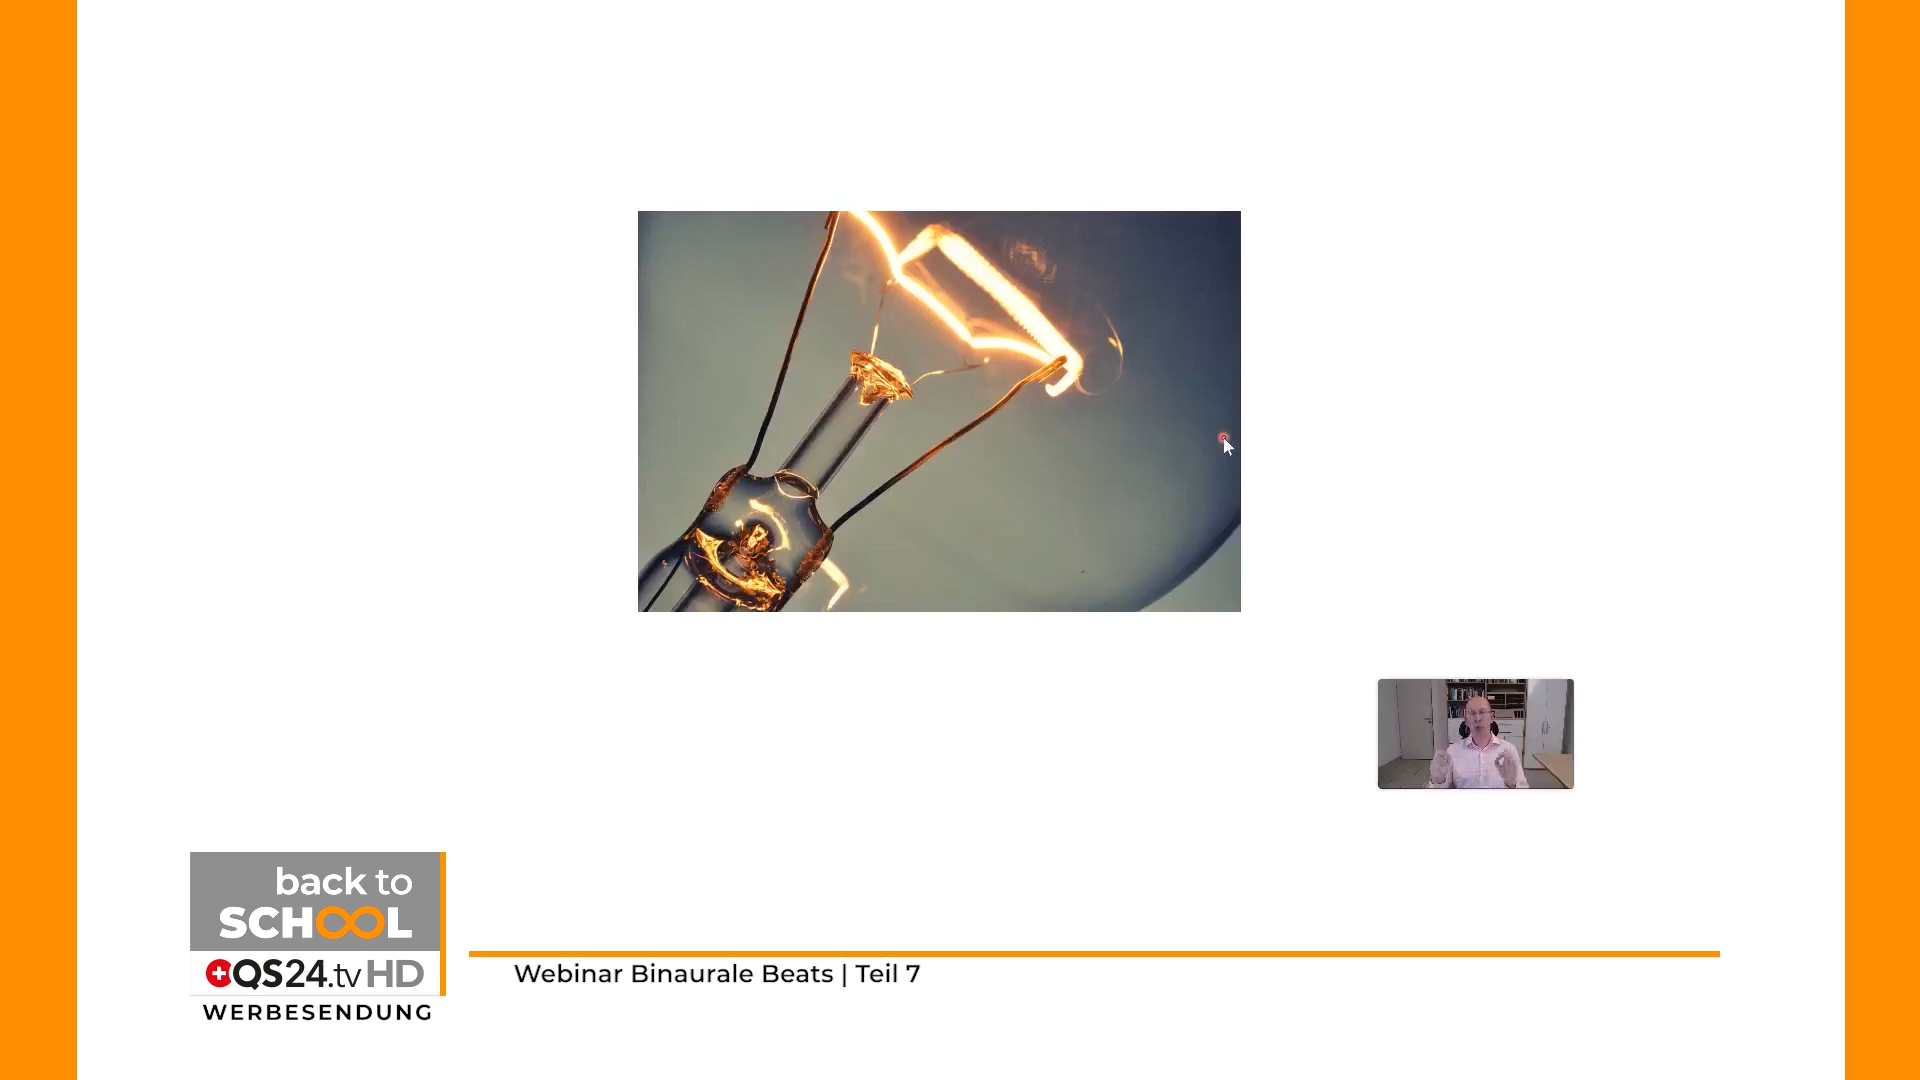 back to
SCHOOL
QS24.tv HD
WERBESENDUNG
Webinar Binaurale Beats | Teil 7